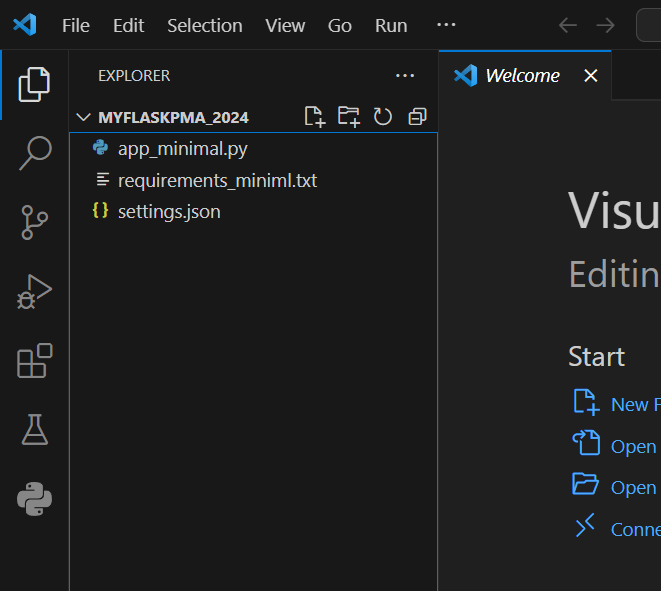 File Edit Selection View Go Run ...
EXPLORER ...
Welcome
MYFLASKPMA_2024
app_minimal.py
requirements_miniml.txt
{} settings.json
Visu
Editin
Start
New F
Open
Open
Conne